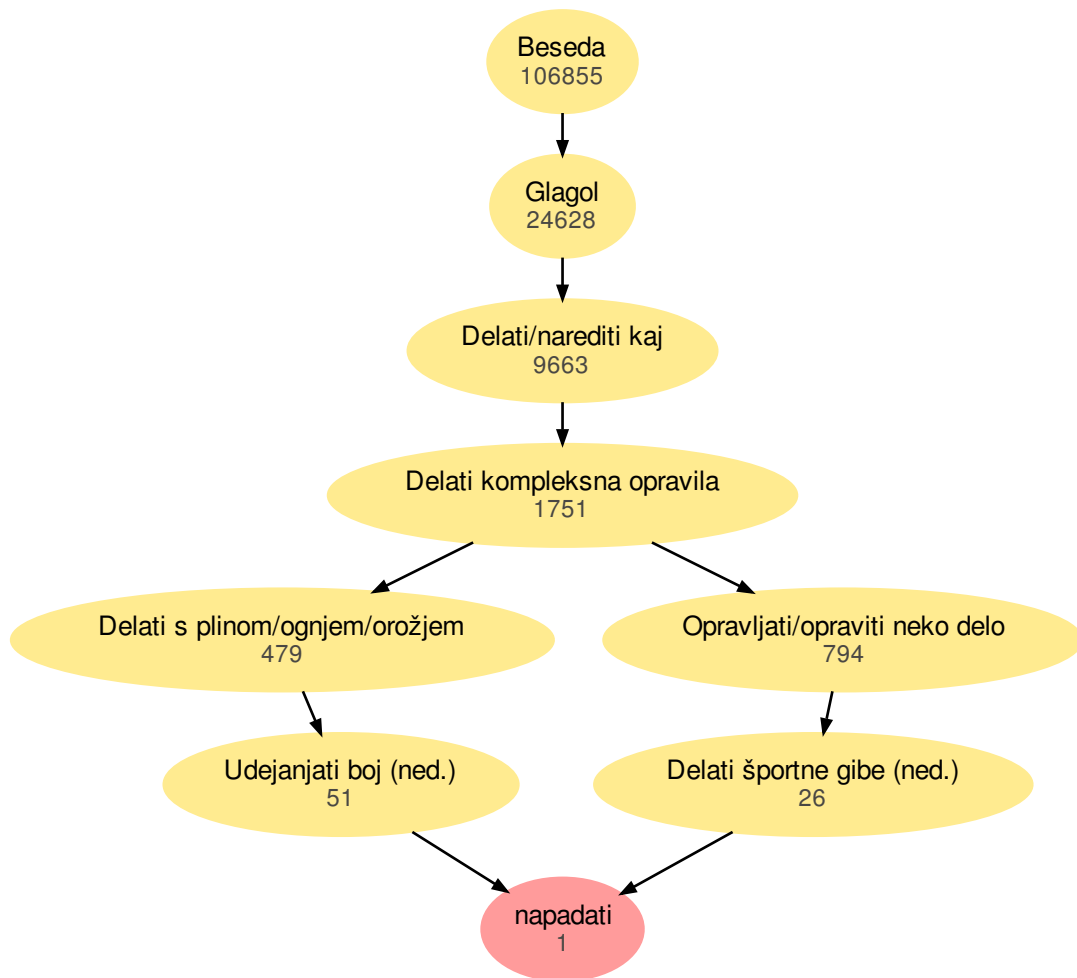 Beseda
106855
Glagol
24628
Delati/narediti kaj
9663
Delati kompleksna opravila
1751
Delati s plinom/ognjem/orožjem
479
Opravljati/opraviti neko delo
794
Udejanjati boj (ned.)
51
Delati športne gibe (ned.)
26
napadati
1